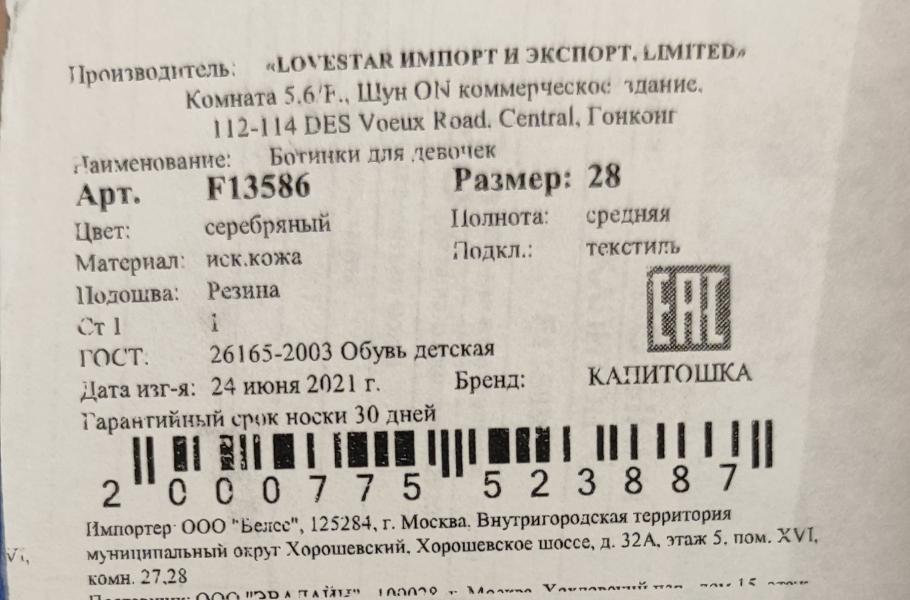 Производитель: «LOVESTAR ИМПОРТ И ЭКСПОРТ, LIMITED»
Комната 5,6/F., Шун ON коммерческое здание,
112-114 DES Voeux Road, Central, Гонконг
Наименование: Ботинки для девочек
Арт. F13586 Размер: 28
Цвет: серебряный Полнота: средняя
Материал: иск.кожа Подкл.: текстиль
Подошва: Резина
EAC
Ст 1 1
ГОСТ. 26165-2003 Обувь детская
Дата изг-я: 24 июня 2021 г. Бренд: КАПИТОШКА
Гарантийный срок носки 30 дней
2 000775 523887
Импортер ООО "Белсс", 125284, г. Москва, Внутригородская территория
муниципальный округ Хорошевский, Хорошевское шоссе, д. 32А, этаж 5, пом. XVI,
комн. 27,28